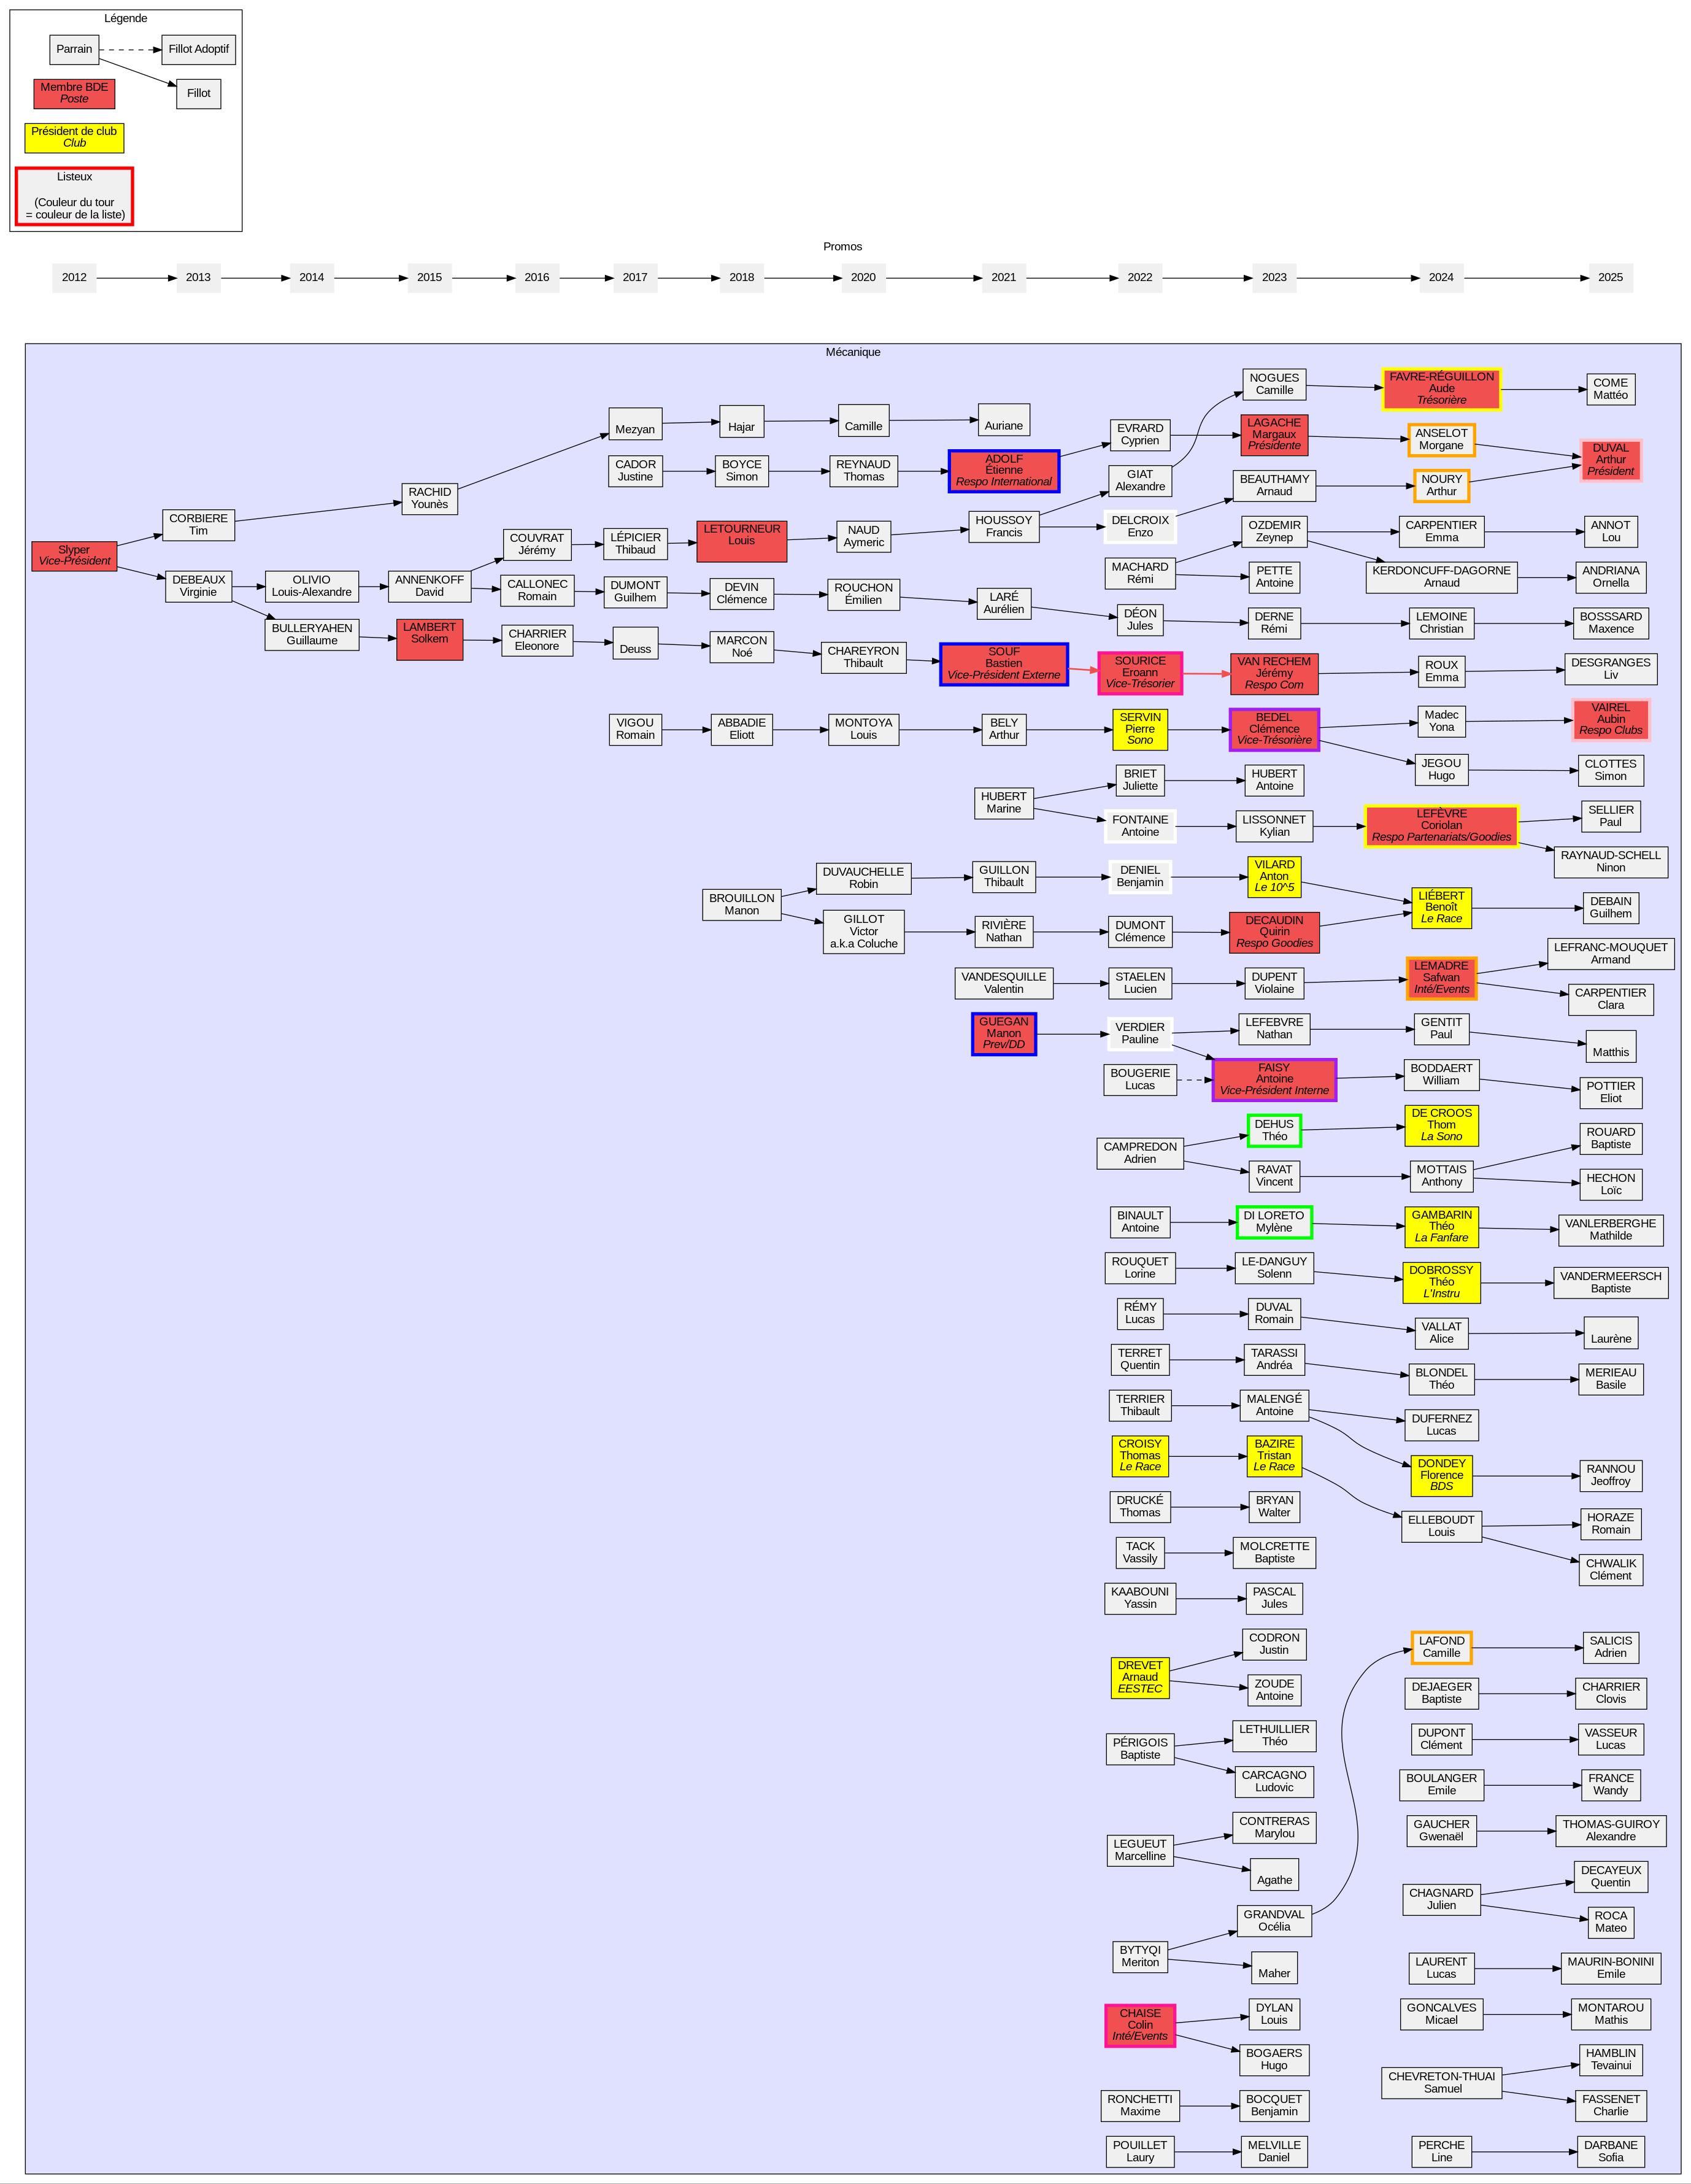 Légende
Parrain
Fillot Adoptif
Fillot
Membre BDE
Poste
Président de club
Club
Listeux
(Couleur du tour
= couleur de la liste)
Promos
2012
2013
2014
2015
2016
2017
2018
2020
2021
2022
2023
2024
2025
Mécanique
Slyper
Vice-Président
CORBIERE
Tim
DEBEAUX
Virginie
OLIVIO
Louis-Alexandre
BULLERYAHEN
Guillaume
RACHID
Younès
ANNENKOFF
David
LAMBERT
Solkem
COUVRAT
Jérémy
CALLONEC
Romain
CHARRIER
Eleonore
Mezyan
CADOR
Justine
LÉPICIER
Thibaud
DUMONT
Guilhem
Deuss
VIGOU
Romain
Hajar
BOYCE
Simon
LETOURNEUR
Louis
DEVIN
Clémence
MARCON
Noé
ABBADIE
Eliott
BROUILLON
Manon
Camille
REYNAUD
Thomas
NAUD
Aymeric
ROUCHON
Émilien
CHAREYRON
Thibault
MONTOYA
Louis
DUVAUCHELLE
Robin
GILLOT
Victor
a.k.a Coluche
Auriane
ADOLF
Étienne
Respo International
HOUSSOY
Francis
LARÉ
Aurélien
SOUF
Bastien
Vice-Président Externe
BELY
Arthur
HUBERT
Marine
GUILLON
Thibault
RIVIÈRE
Nathan
VANDESQUILLE
Valentin
GUEGAN
Manon
Prev/DD
EVRARD
Cyprien
GIAT
Alexandre
DELCROIX
Enzo
MACHARD
Rémi
DÉON
Jules
SOURICE
Eroann
Vice-Trésorier
SERVIN
Pierre
Sono
BRIET
Juliette
FONTAINE
Antoine
DENIEL
Benjamin
DUMONT
Clémence
STAELEN
Lucien
VERDIER
Pauline
BOUGERIE
Lucas
CAMPREDON
Adrien
BINAULT
Antoine
ROUQUET
Lorine
RÉMY
Lucas
TERRET
Quentin
TERRIER
Thibault
CROISY
Thomas
Le Race
DRUCKÉ
Thomas
TACK
Vassily
KAABOUNI
Yassin
DREVET
Arnaud
EESTEC
PÉRIGOIS
Baptiste
LEGUEUT
Marcelline
BYTYQI
Meriton
CHAISE
Colin
Inté/Events
RONCHETTI
Maxime
POUILLET
Laury
NOGUES
Camille
LAGACHE
Margaux
Présidente
BEAUTHAMY
Arnaud
OZDEMIR
Zeynep
PETTE
Antoine
DERNE
Rémi
VAN RECHEM
Jérémy
Respo Com
BEDEL
Clémence
Vice-Trésorière
HUBERT
Antoine
LISSONNET
Kylian
VILARD
Anton
Le 10^5
DECAUDIN
Quirin
Respo Goodies
DUPENT
Violaine
LEFEBVRE
Nathan
FAISY
Antoine
Vice-Président Interne
DEHUS
Théo
RAVAT
Vincent
DI LORETO
Mylène
LE-DANGUY
Solenn
DUVAL
Romain
TARASSI
Andréa
MALENGÉ
Antoine
BAZIRE
Tristan
Le Race
BRYAN
Walter
MOLCRETTE
Baptiste
PASCAL
Jules
CODRON
Justin
ZOUDE
Antoine
LETHUILLIER
Théo
CARCAGNO
Ludovic
CONTRERAS
Marylou
Agathe
GRANDVAL
Océlia
Maher
DYLAN
Louis
BOGAERS
Hugo
BOCQUET
Benjamin
MELVILLE
Daniel
FAVRE-RÉGUILLON
Aude
Trésorière
ANSELOT
Morgane
NOURY
Arthur
CARPENTIER
Emma
KERDONCUFF-DAGORNE
Arnaud
LEMOINE
Christian
ROUX
Emma
Madec
Yona
JEGOU
Hugo
LEFÈVRE
Coriolan
Respo Partenariats/Goodies
LIÉBERT
Benoît
Le Race
LEMADRE
Safwan
Inté/Events
GENTIT
Paul
BODDAERT
William
DE CROOS
Thom
La Sono
MOTTAIS
Anthony
GAMBARIN
Théo
La Fanfare
DOBROSSY
Théo
L'Instru
VALLAT
Alice
BLONDEL
Théo
DUFERNEZ
Lucas
DONDEY
Florence
BDS
ELLEBOUDT
Louis
LAFOND
Camille
DEJAEGER
Baptiste
DUPONT
Clément
BOULANGER
Emile
GAUCHER
Gwenaël
CHAGNARD
Julien
LAURENT
Lucas
GONCALVES
Micael
CHEVRETON-THUAI
Samuel
PERCHE
Line
COME
Mattéo
DUVAL
Arthur
Président
ANNOT
Lou
ANDRIANA
Ornella
BOSSSARD
Maxence
DESGRANGES
Liv
VAIREL
Aubin
Respo Clubs
CLOTTES
Simon
SELLIER
Paul
RAYNAUD-SCHELL
Ninon
DEBAIN
Guilhem
LEFRANC-MOUQUET
Armand
CARPENTIER
Clara
Matthis
POTTIER
Eliot
ROUARD
Baptiste
HECHON
Loïc
VANLERBERGHE
Mathilde
VANDERMEERSCH
Baptiste
Laurène
MERIEAU
Basile
RANNOU
Jeoffroy
HORAZE
Romain
CHWALIK
Clément
SALICIS
Adrien
CHARRIER
Clovis
VASSEUR
Lucas
FRANCE
Wandy
THOMAS-GUIROY
Alexandre
DECAYEUX
Quentin
ROCA
Mateo
MAURIN-BONINI
Emile
MONTAROU
Mathis
HAMBLIN
Tevainui
FASSENET
Charlie
DARBANE
Sofia